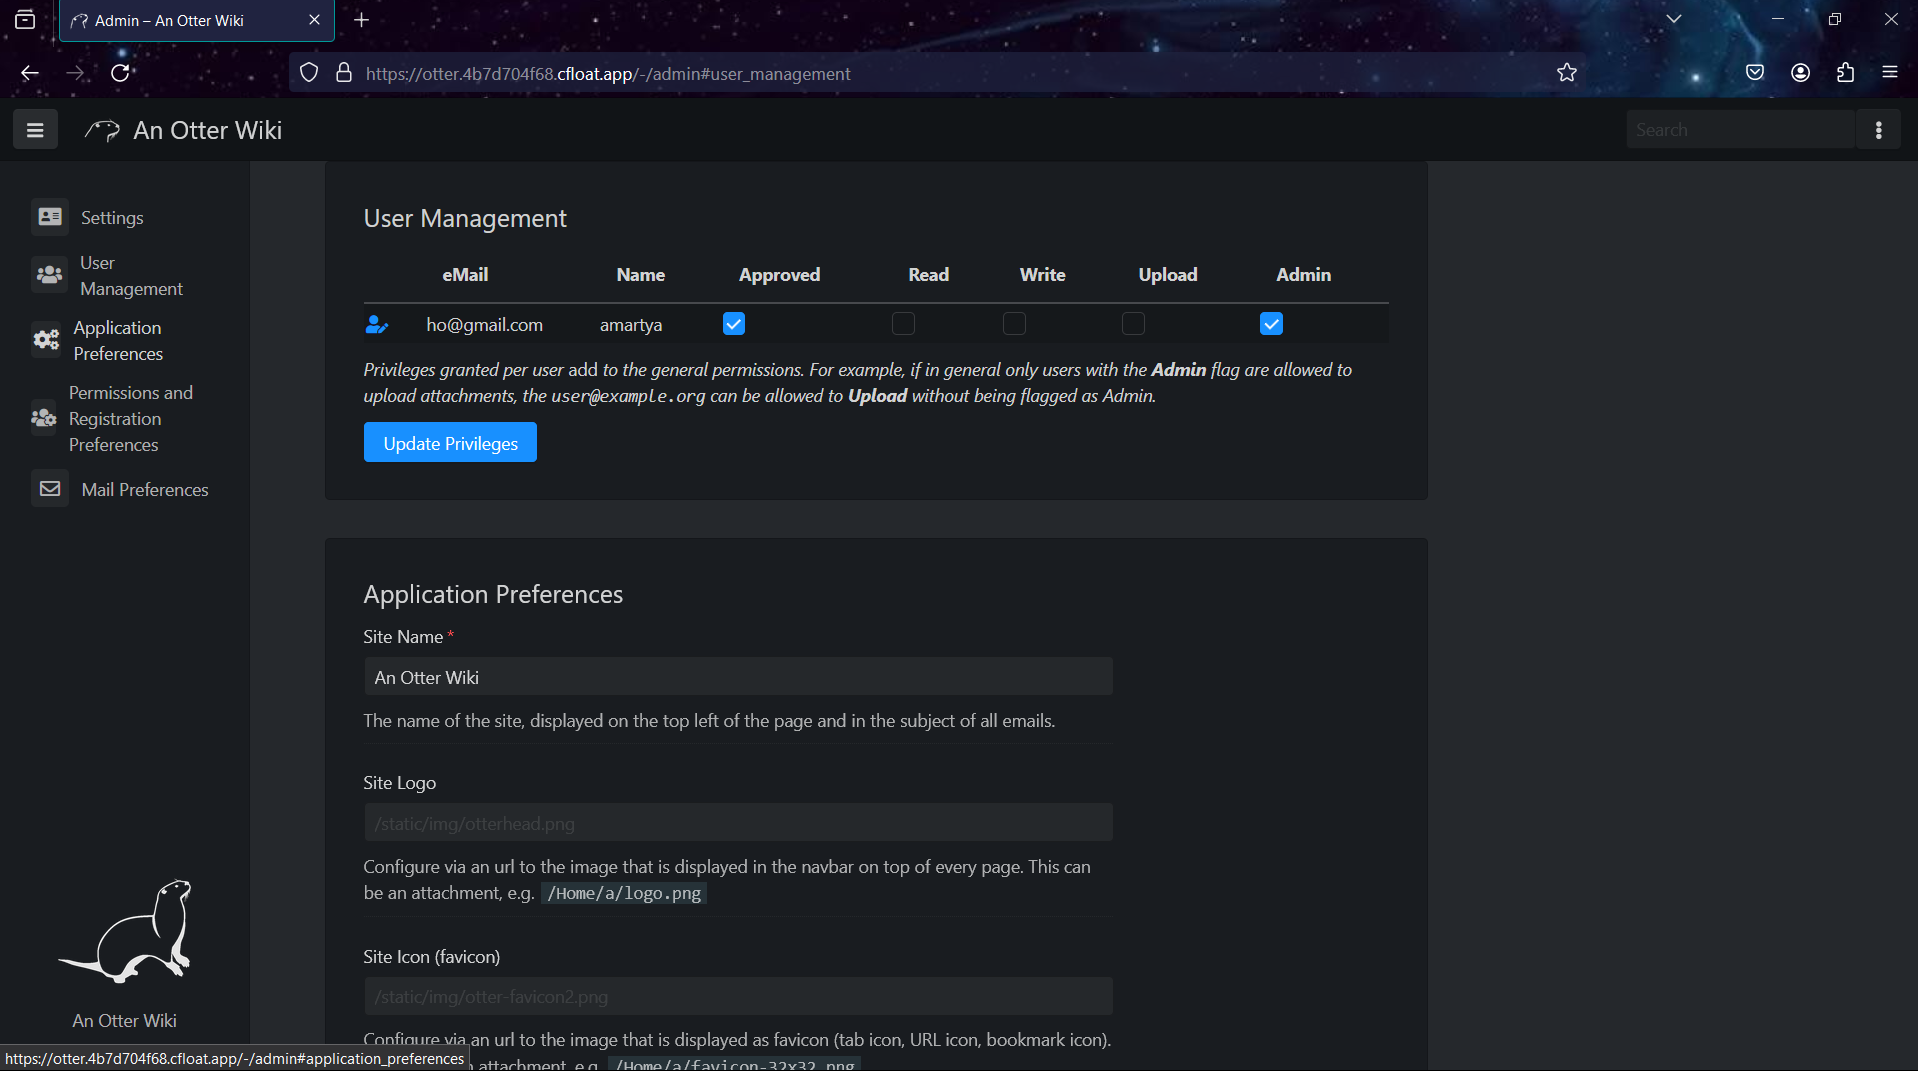 Admin – An Otter Wiki
https://otter.4b7d704f68.cfloat.app/-/admin#user_management
An Otter Wiki
Search
Settings
User
Management
Application
Preferences
Permissions and
Registration
Preferences
Mail Preferences
An Otter Wiki
User Management
eMail Name Approved Read Write Upload Admin
ho@gmail.com amartya
Privileges granted per user add to the general permissions. For example, if in general only users with the Admin flag are allowed to
upload attachments, the user@example.org can be allowed to Upload without being flagged as Admin.
Update Privileges
Application Preferences
Site Name *
An Otter Wiki
The name of the site, displayed on the top left of the page and in the subject of all emails.
Site Logo
/static/img/otterhead.png
Configure via an url to the image that is displayed in the navbar on top of every page. This can
be an attachment, e.g. /Home/a/logo.png
Site Icon (favicon)
/static/img/otter-favicon2.png
Configure via an url to the image that is displayed as favicon (tab icon, URL icon, bookmark icon).
attachment, e.g. /Home/a/favicon-32x32.png
https://otter.4b7d704f68.cfloat.app/-/admin#application_preferences